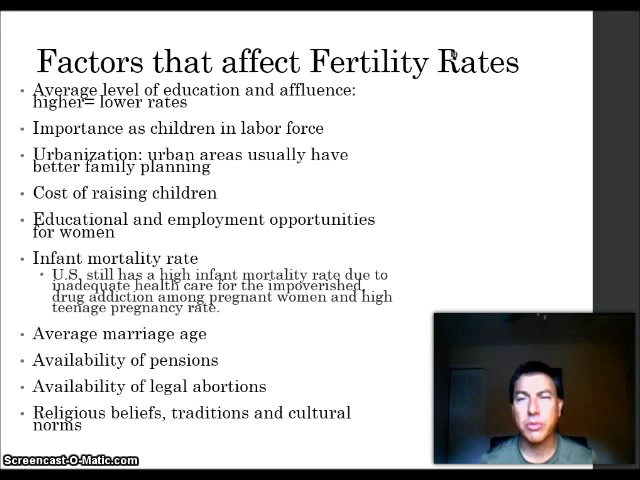 Factors that affect Fertility Rates
• Average level of education and affluence:
higher= lower rates
• Importance as children in labor force
• Urbanization: urban areas usually have
better family planning
• Cost of raising children
• Educational and employment opportunities
for women
• Infant mortality rate
• U.S. still has a high infant mortality rate due to
inadequate health care for the impoverished,
drug addiction among pregnant women and high
teenage pregnancy rate.
• Average marriage age
• Availability of pensions
• Availability of legal abortions
• Religious beliefs, traditions and cultural
norms
Screencast-O-Matic.com